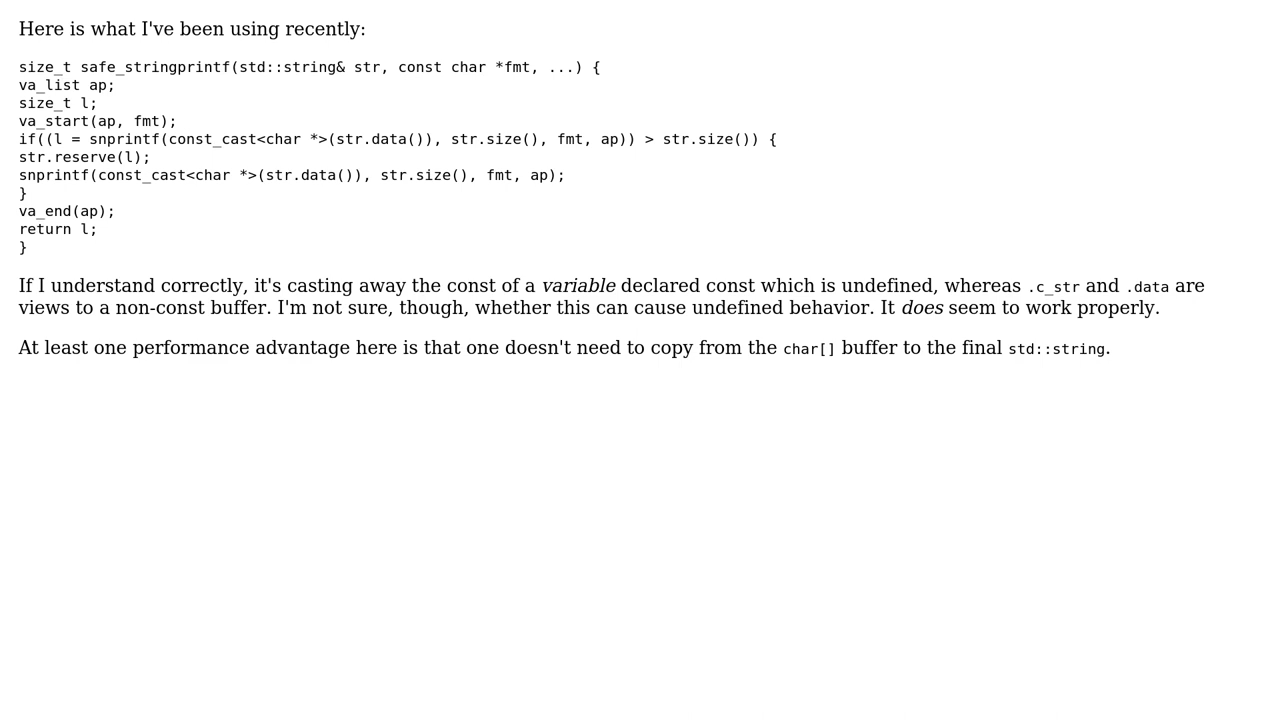 Here is what I've been using recently:
size_t safe_stringprintf(std::string& str, const char *fmt, ...) {
va_list ap;
size_t l;
va_start(ap, fmt);
if((l = snprintf(const_cast<char *>(str.data()), str.size(), fmt, ap)) > str.size()) {
str.reserve(l);
snprintf(const_cast<char *>(str.data()), str.size(), fmt, ap);
}
va_end(ap);
return l;
}
If I understand correctly, it's casting away the const of a variable declared const which is undefined, whereas .c_str and .data are
views to a non-const buffer. I'm not sure, though, whether this can cause undefined behavior. It does seem to work properly.
At least one performance advantage here is that one doesn't need to copy from the char[] buffer to the final std::string.